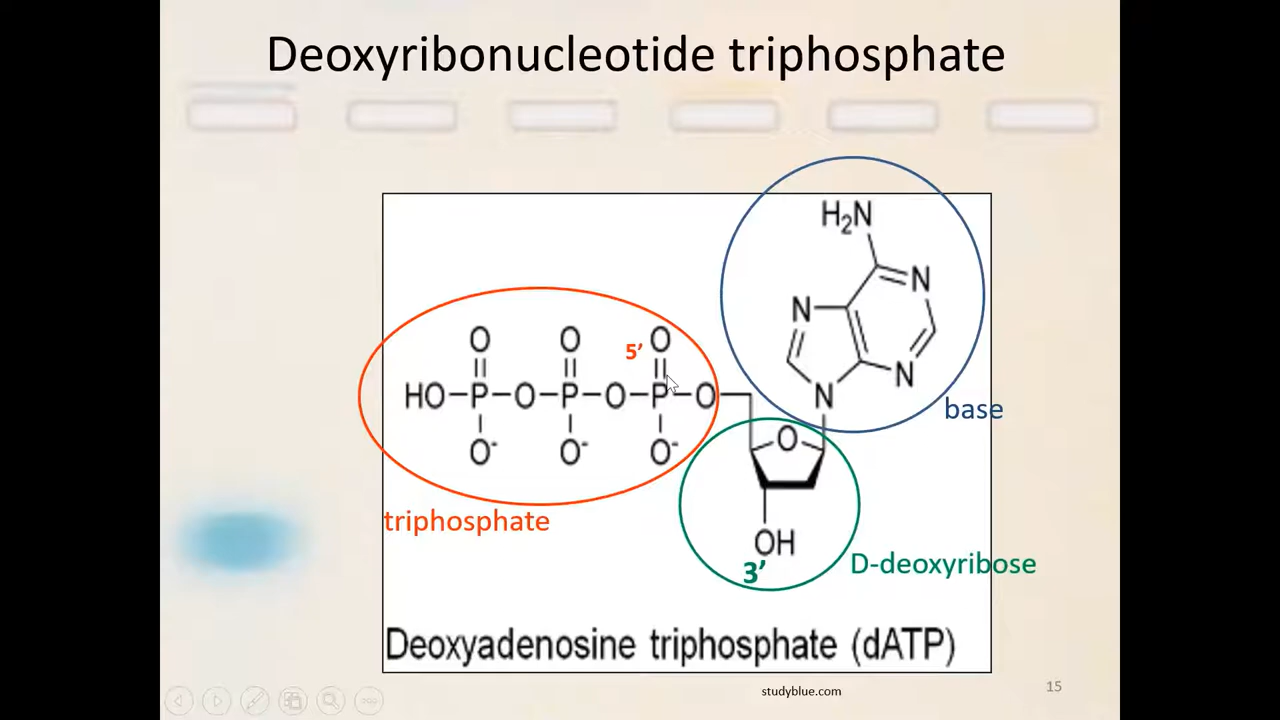 Deoxyribonucleotide triphosphate
H₂N
N
N
N
N
O O O
5’
HO–P–O–P–O–P–O
O⁻ O⁻ O⁻
O
OH
3’
base
triphosphate
D-deoxyribose
Deoxyadenosine triphosphate (dATP)
studyblue.com
15